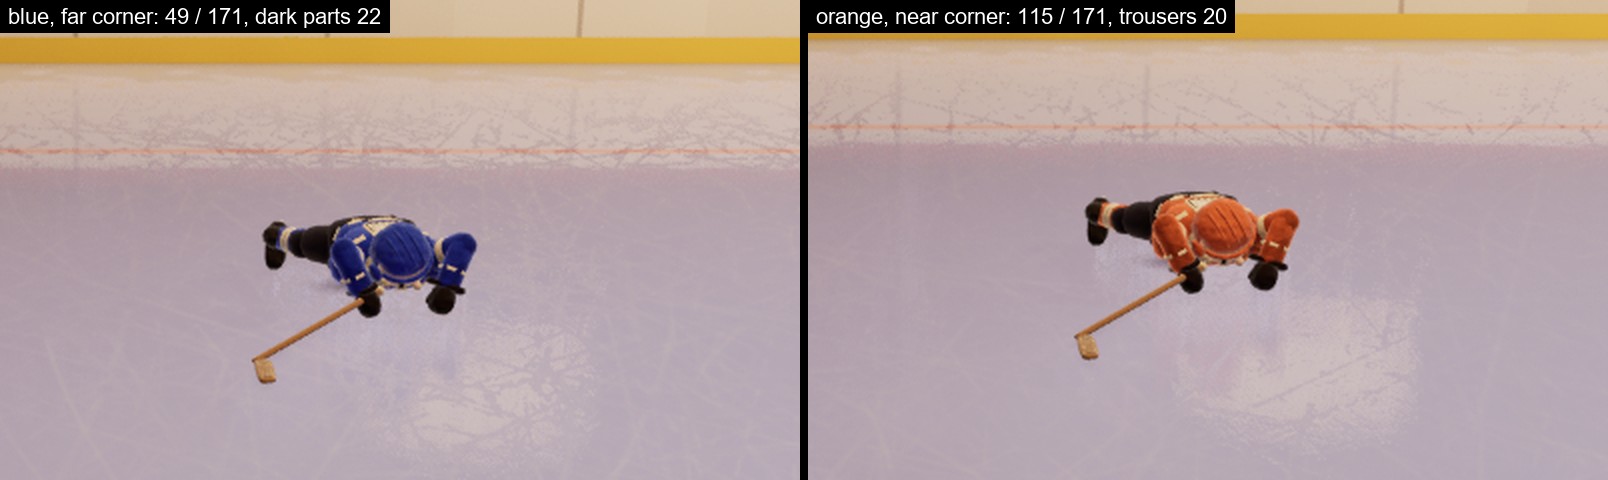 blue, far corner: 49 / 171, dark parts 22
orange, near corner: 115 / 171, trousers 20